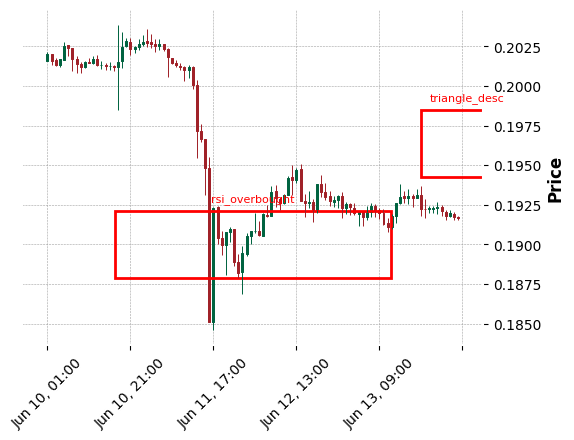 0.2025
0.2000
triangle_desc
0.1975
0.1950
rsi_overbought
0.1925
0.1900
0.1875
0.1850
Price
Jun 10, 01:00
Jun 10, 21:00
Jun 11, 17:00
Jun 12, 13:00
Jun 13, 09:00